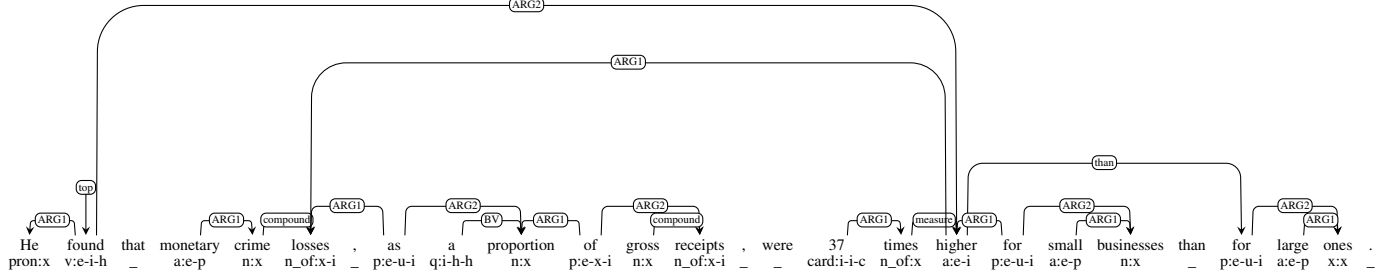 ARG2
ARG1
than
top
ARG1 ARG1 compound ARG1 ARG2 BV ARG1 ARG2 compound ARG1 measure ARG1 ARG2 ARG1 ARG2 ARG1
He found that monetary crime losses , as a proportion of gross receipts , were 37 times higher for small businesses than for large ones .
pron:x v:e-i-h _ a:e-p n:x n_of:x-i _ p:e-u-i q:i-h-h n:x p:e-x-i n:x n_of:x-i _ _ card:i-i-c n_of:x a:e-i p:e-u-i a:e-p n:x _ p:e-u-i a:e-p x:x _